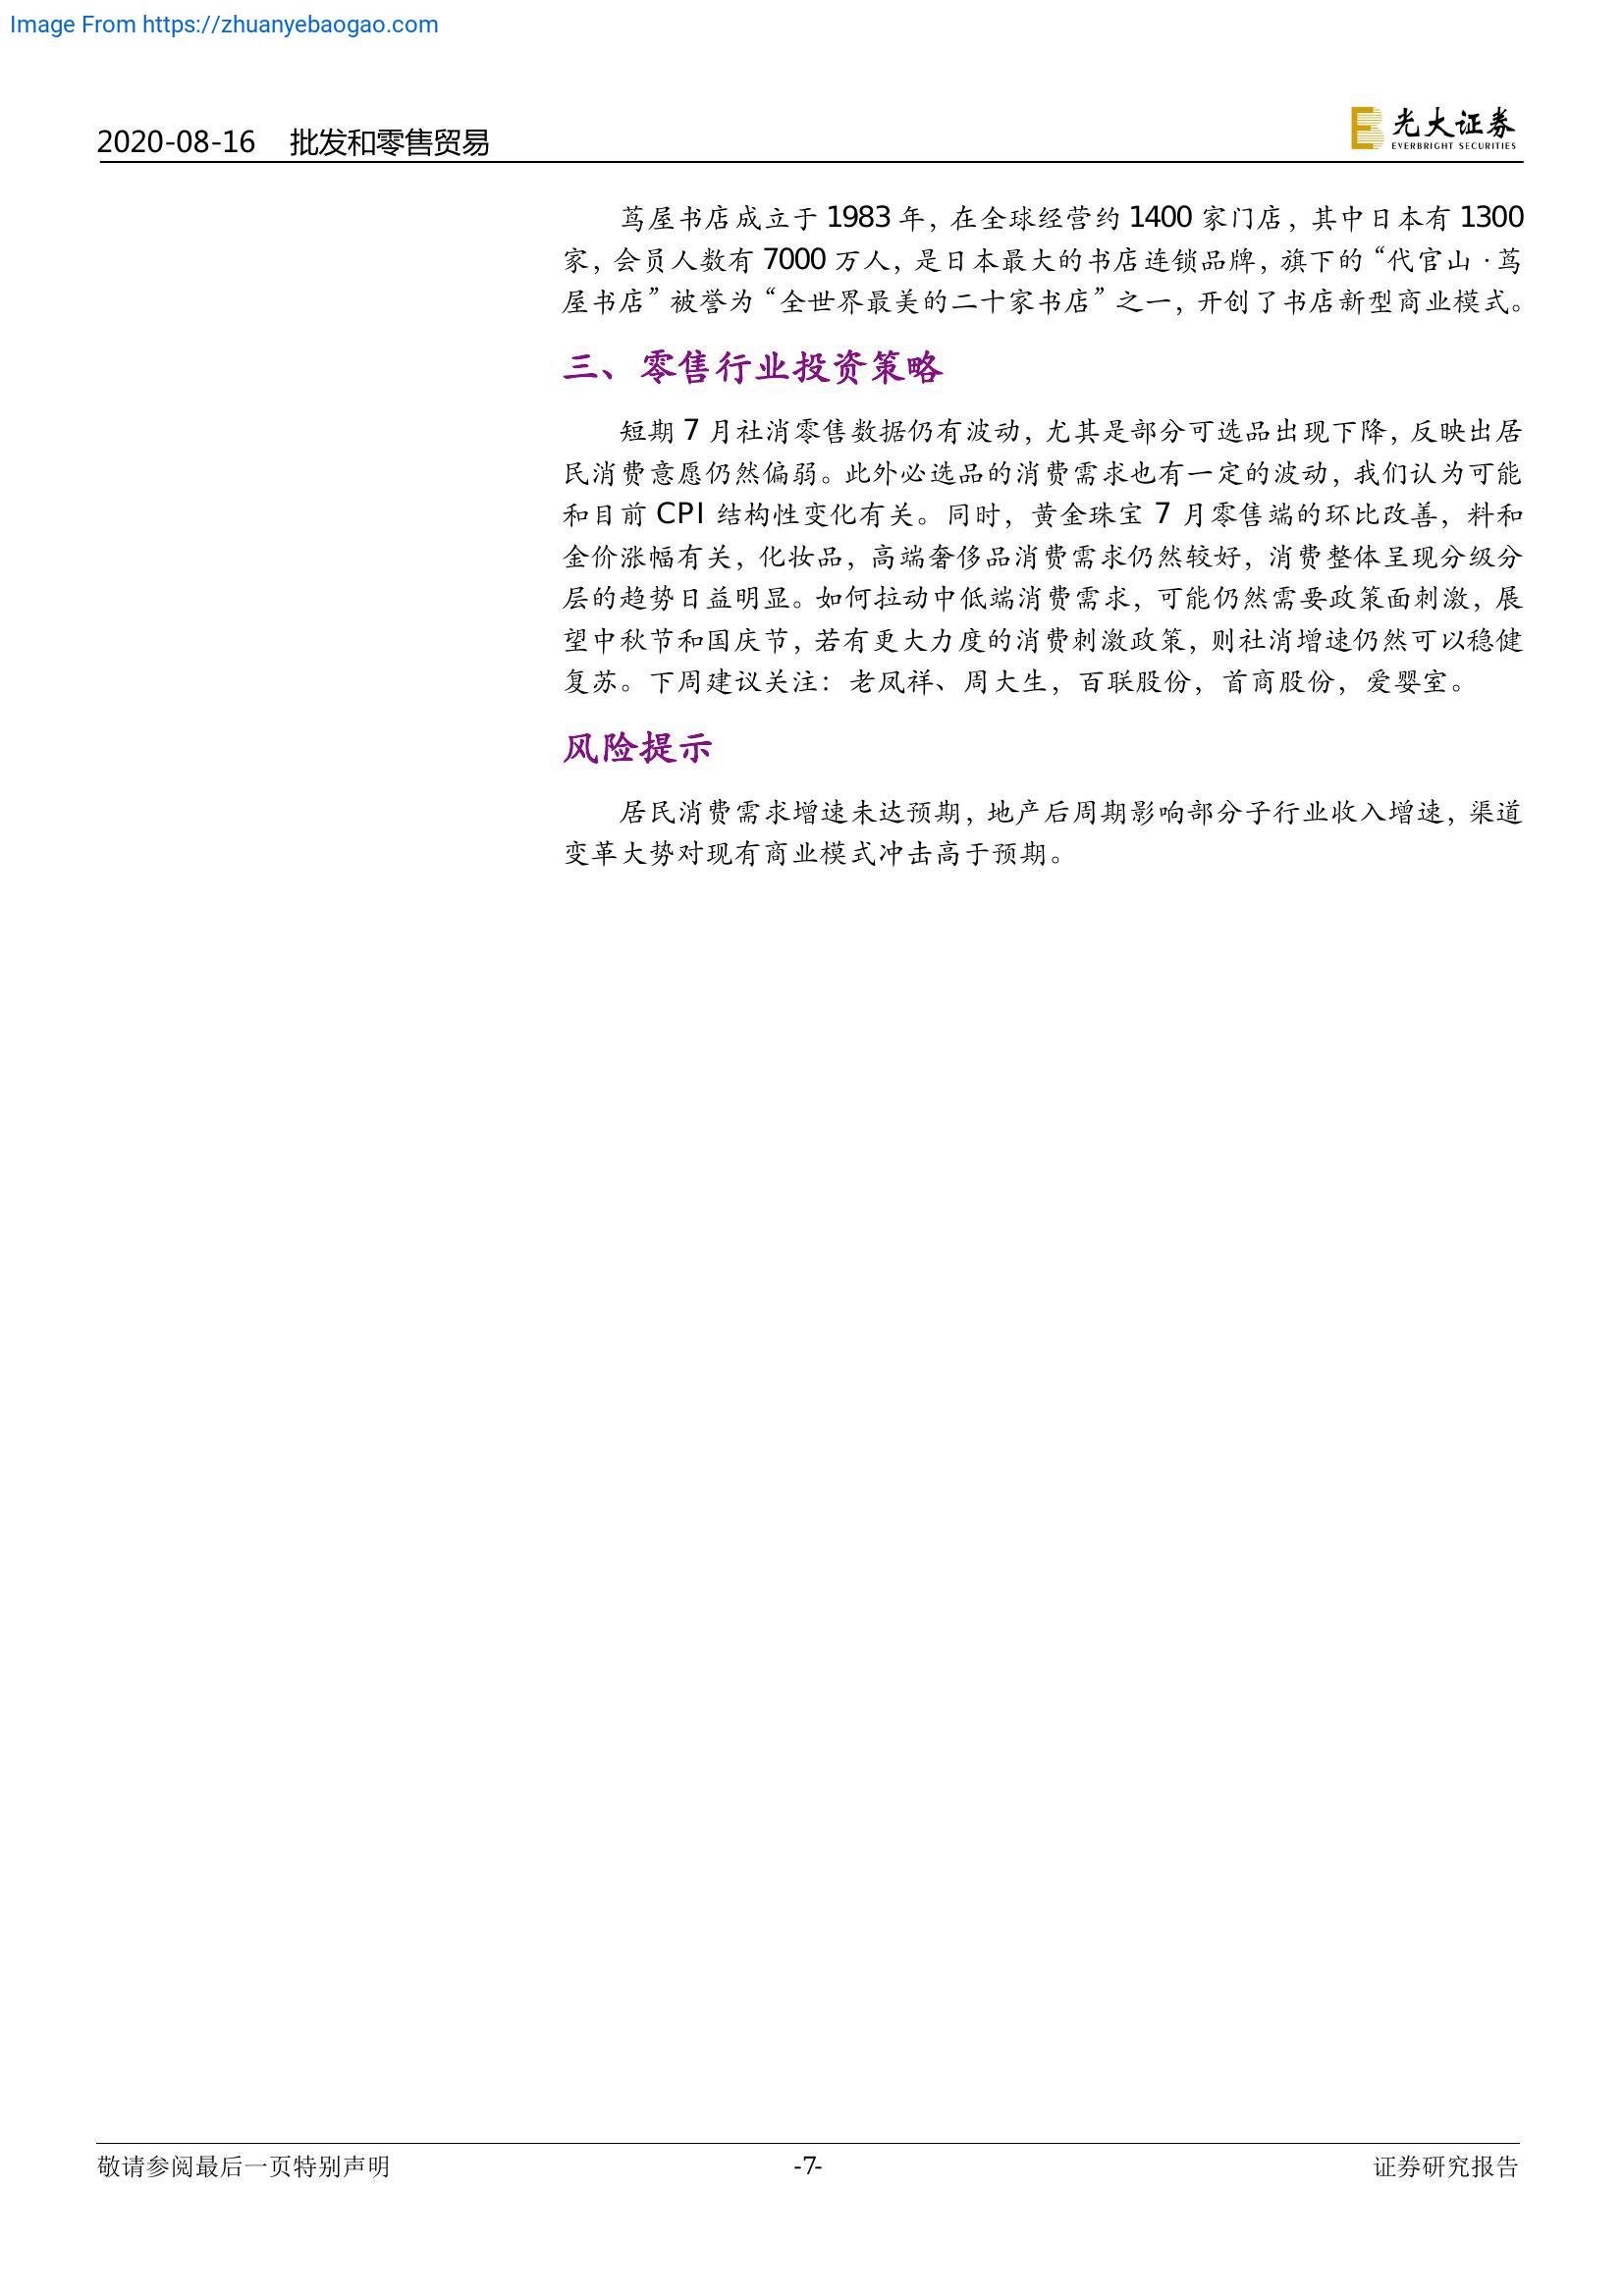 Image From https://zhuanyebaogao.com
2020-08-16 批发和零售贸易
光大证券
EVERBRIGHT SECURITIES
茑屋书店成立于 1983 年，在全球经营约 1400 家门店，其中日本有 1300
家，会员人数有 7000 万人，是日本最大的书店连锁品牌，旗下的“代官山·茑
屋书店”被誉为“全世界最美的二十家书店”之一，开创了书店新型商业模式。
三、零售行业投资策略
短期 7 月社消零售数据仍有波动，尤其是部分可选品出现下降，反映出居
民消费意愿仍然偏弱。此外必选品的消费需求也有一定的波动，我们认为可能
和目前 CPI 结构性变化有关。同时，黄金珠宝 7 月零售端的环比改善，料和
金价涨幅有关，化妆品，高端奢侈品消费需求仍然较好，消费整体呈现分级分
层的趋势日益明显。如何拉动中低端消费需求，可能仍然需要政策面刺激，展
望中秋节和国庆节，若有更大力度的消费刺激政策，则社消增速仍然可以稳健
复苏。下周建议关注：老凤祥、周大生，百联股份，首商股份，爱婴室。
风险提示
居民消费需求增速未达预期，地产后周期影响部分子行业收入增速，渠道
变革大势对现有商业模式冲击高于预期。
敬请参阅最后一页特别声明
-7-
证券研究报告